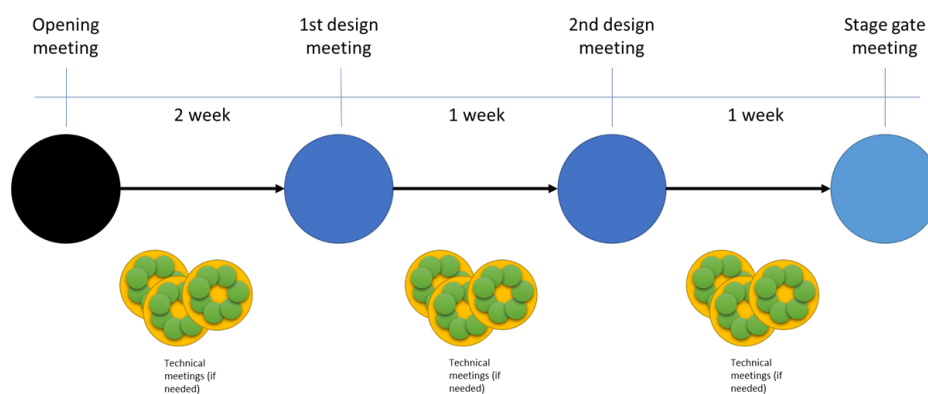 Opening
meeting
1st design
meeting
2nd design
meeting
Stage gate
meeting
2 week
1 week
1 week
Technical
meetings (if
needed)
Technical
meetings (if
needed)
Technical
meetings (if
needed)